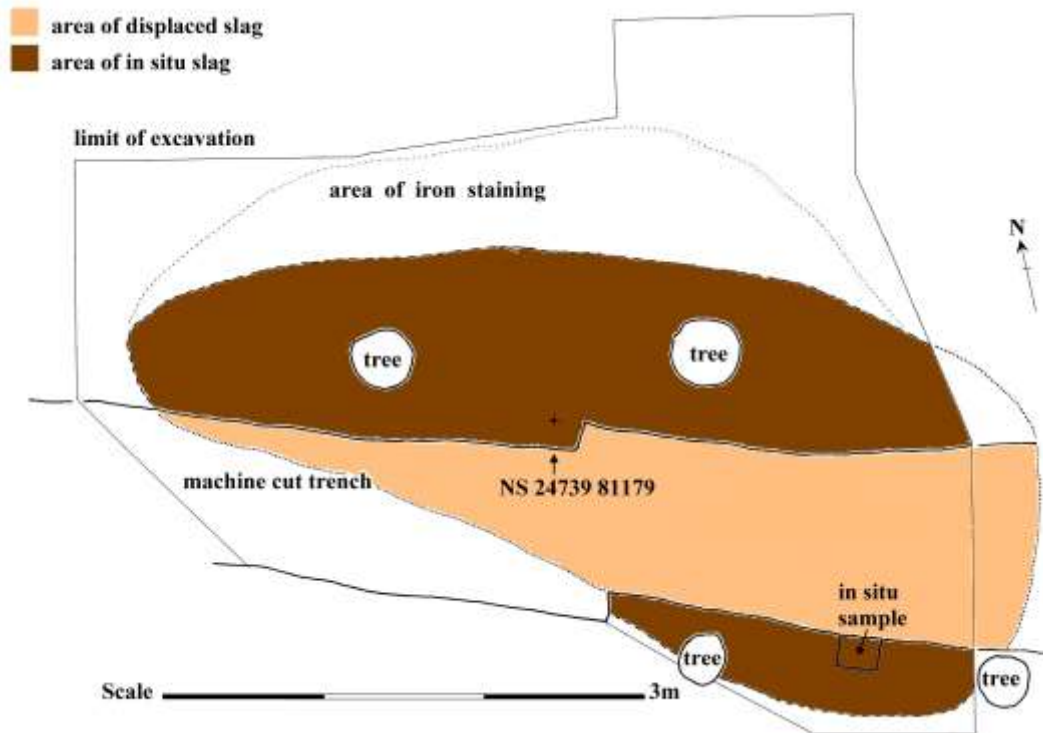 area of displaced slag
area of in situ slag
limit of excavation
area of iron staining
N
tree
tree
machine cut trench
NS 24739 81179
in situ
sample
tree
tree
Scale
3m